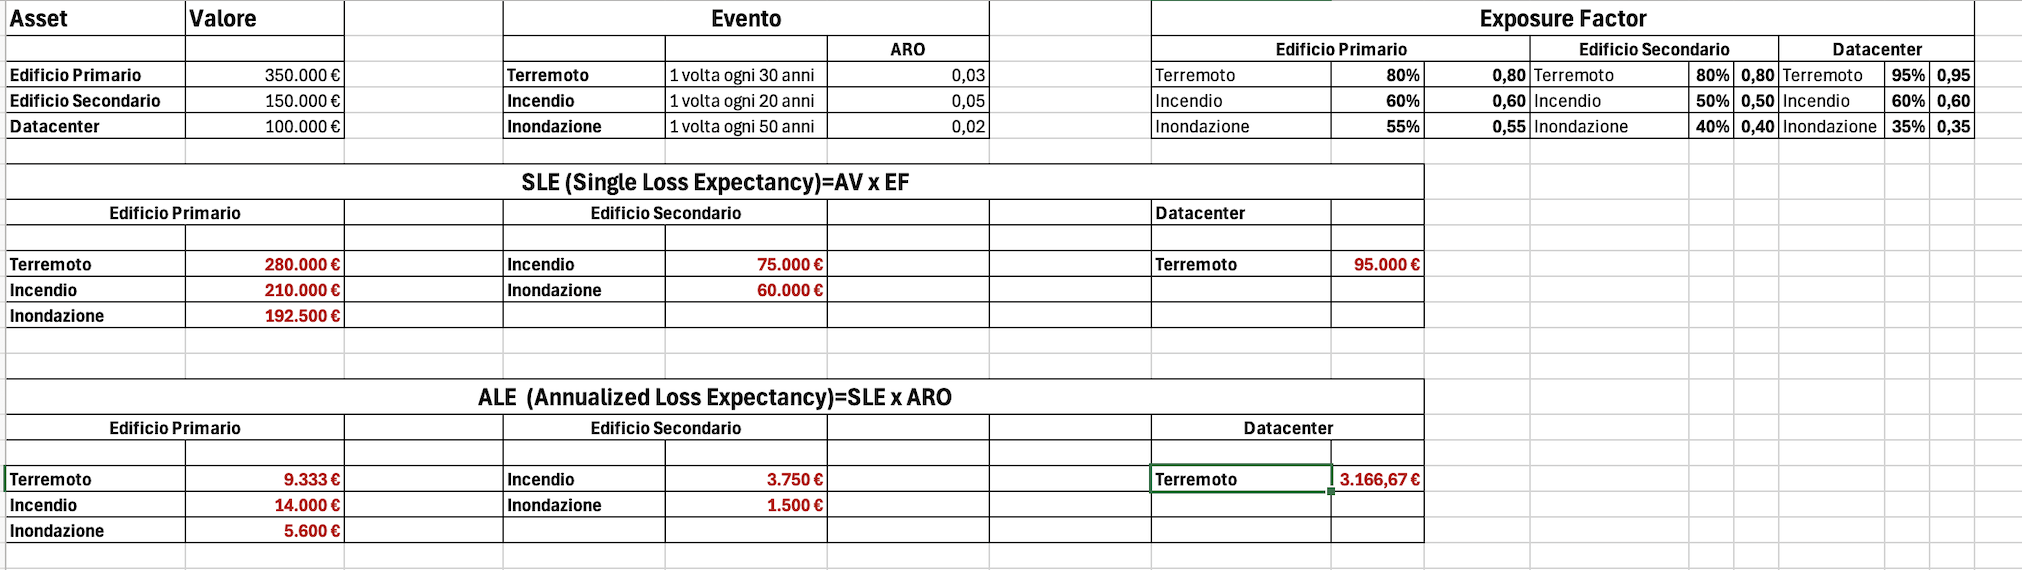 Asset Valore Evento Exposure Factor
ARO Edificio Primario Edificio Secondario Datacenter
Edificio Primario 350.000 € Terremoto 1 volta ogni 30 anni 0,03 Terremoto 80% 0,80 Terremoto 80% 0,80 Terremoto 95% 0,95
Edificio Secondario 150.000 € Incendio 1 volta ogni 20 anni 0,05 Incendio 60% 0,60 Incendio 50% 0,50 Incendio 60% 0,60
Datacenter 100.000 € Inondazione 1 volta ogni 50 anni 0,02 Inondazione 55% 0,55 Inondazione 40% 0,40 Inondazione 35% 0,35
SLE (Single Loss Expectancy)=AV x EF
Edificio Primario Edificio Secondario Datacenter
Terremoto 280.000 € Incendio 75.000 € Terremoto 95.000 €
Incendio 210.000 € Inondazione 60.000 €
Inondazione 192.500 €
ALE (Annualized Loss Expectancy)=SLE x ARO
Edificio Primario Edificio Secondario Datacenter
Terremoto 9.333 € Incendio 3.750 € Terremoto 3.166,67 €
Incendio 14.000 € Inondazione 1.500 €
Inondazione 5.600 €